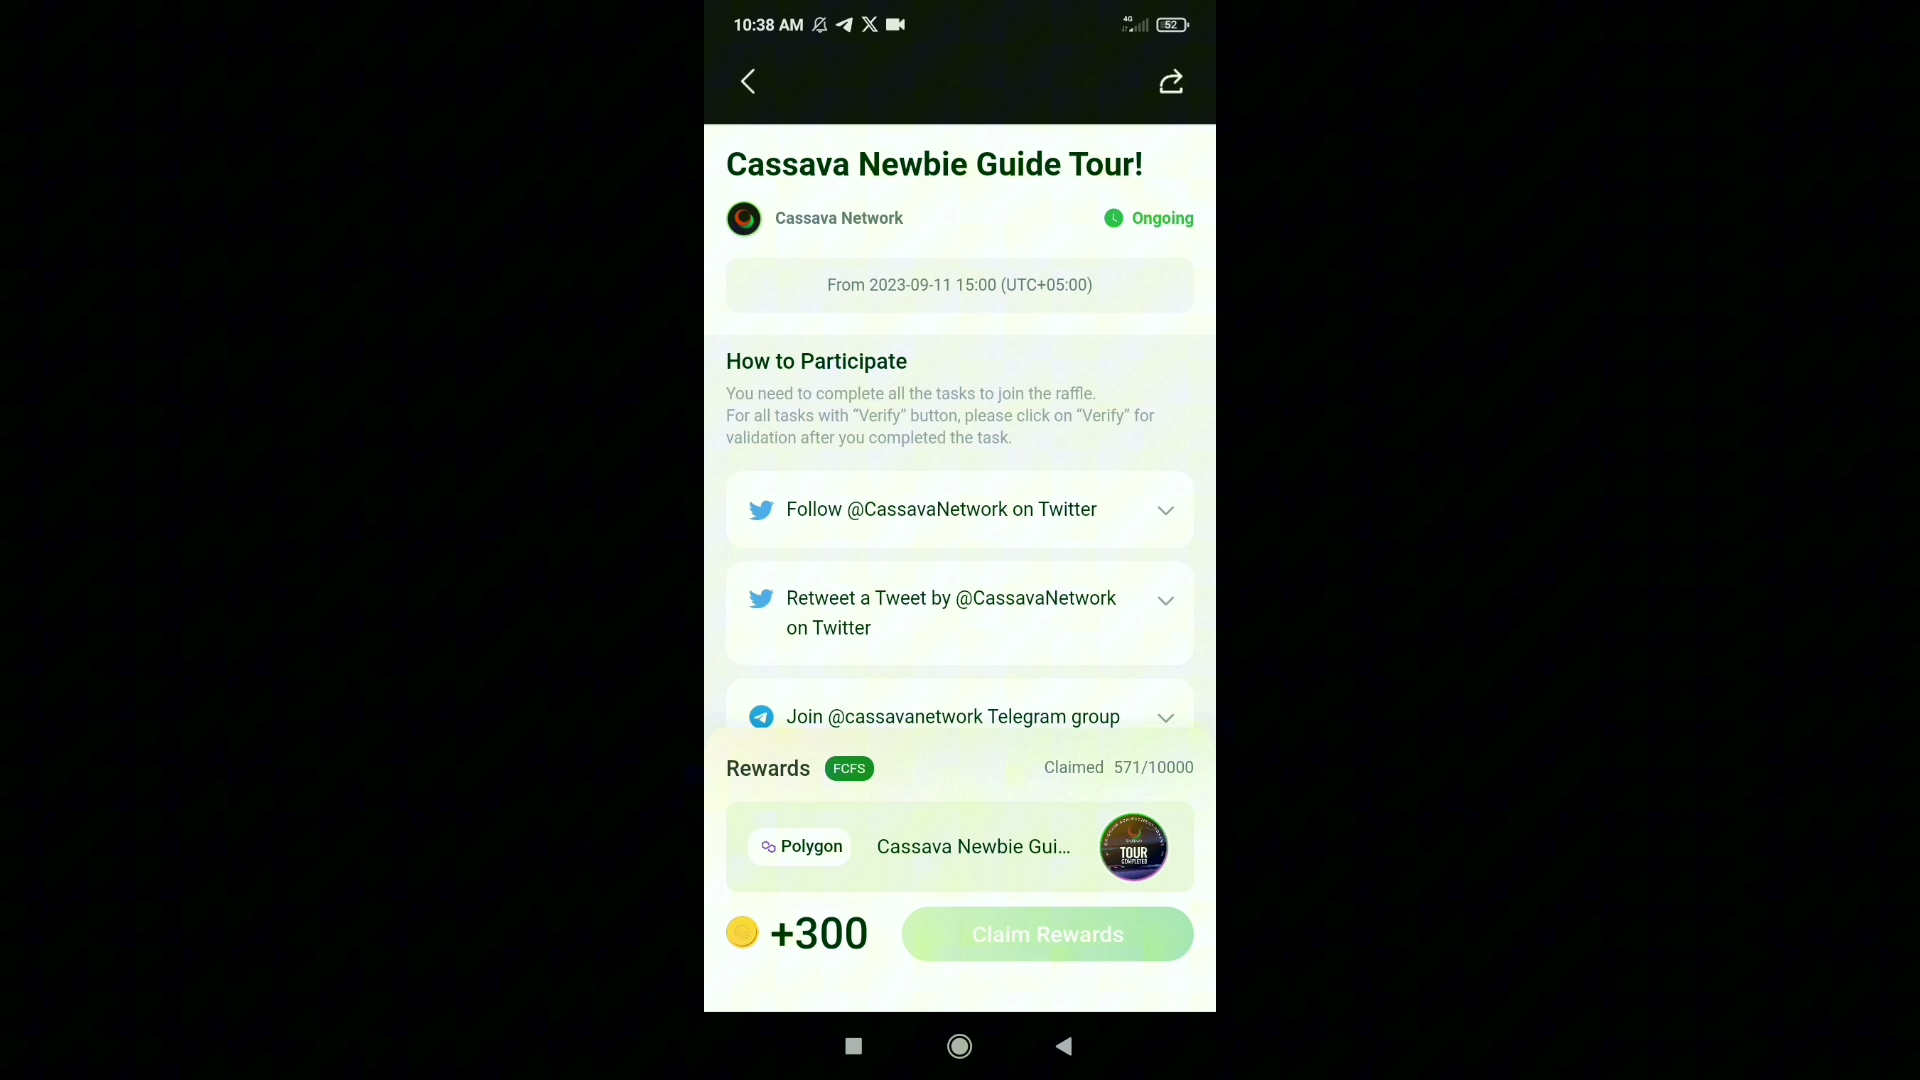 10:38 AM
4G
52
Cassava Newbie Guide Tour!
Cassava Network
Ongoing
From 2023-09-11 15:00 (UTC+05:00)
How to Participate
You need to complete all the tasks to join the raffle.
For all tasks with “Verify” button, please click on “Verify” for
validation after you completed the task.
Follow @CassavaNetwork on Twitter
Retweet a Tweet by @CassavaNetwork
on Twitter
Join @cassavanetwork Telegram group
Rewards
FCFS
Claimed 571/10000
Polygon
Cassava Newbie Gui...
TOUR
COMPLETED
+300
Claim Rewards